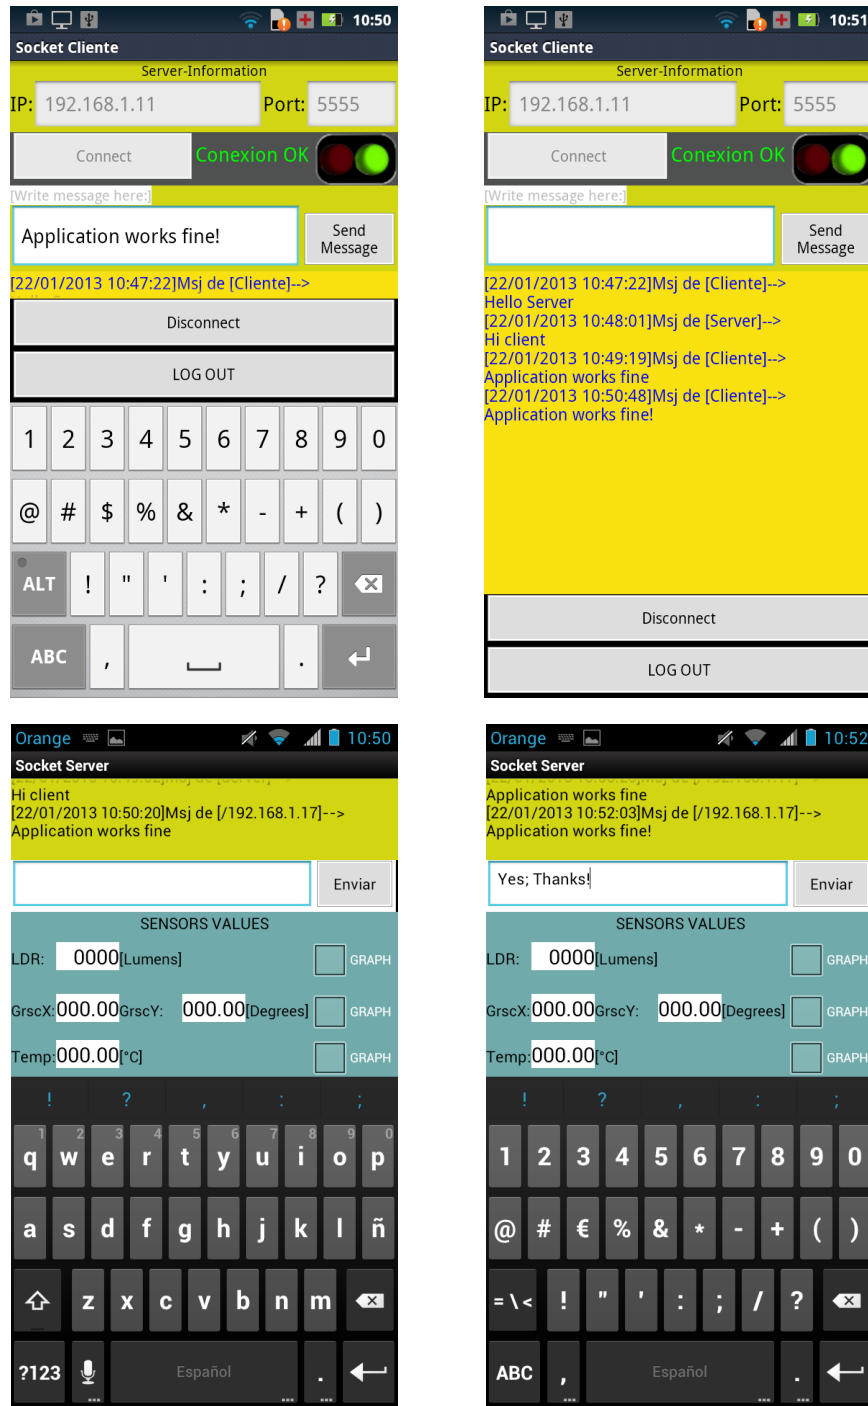 10:50
Socket Cliente
Server-Information
IP: 192.168.1.11 Port: 5555
Connect Conexion OK
[Write message here:]
Application works fine! Send Message
[22/01/2013 10:47:22]Msj de [Cliente]-->
Disconnect
LOG OUT
1 2 3 4 5 6 7 8 9 0
@ # $ % & * - + ( )
ALT ! " ' : ; / ?
ABC , .
10:51
Socket Cliente
Server-Information
IP: 192.168.1.11 Port: 5555
Connect Conexion OK
[Write message here:]
Send Message
[22/01/2013 10:47:22]Msj de [Cliente]-->
Hello Server
[22/01/2013 10:48:01]Msj de [Server]-->
Hi client
[22/01/2013 10:49:19]Msj de [Cliente]-->
Application works fine
[22/01/2013 10:50:48]Msj de [Cliente]-->
Application works fine!
Disconnect
LOG OUT
Orange 10:50
Socket Server
Hi client
[22/01/2013 10:50:20]Msj de [/192.168.1.17]-->
Application works fine
Enviar
SENSORS VALUES
LDR: 0000[Lumens] GRAPH
GrscX:000.00GrscY: 000.00[Degrees] GRAPH
Temp:000.00[°C] GRAPH
! ? , : ;
1 2 3 4 5 6 7 8 9 0
q w e r t y u i o p
a s d f g h j k l ñ
z x c v b n m
?123 Español .
Orange 10:52
Socket Server
Application works fine
[22/01/2013 10:52:03]Msj de [/192.168.1.17]-->
Application works fine!
Yes; Thanks! Enviar
SENSORS VALUES
LDR: 0000[Lumens] GRAPH
GrscX:000.00GrscY: 000.00[Degrees] GRAPH
Temp:000.00[°C] GRAPH
! ? , : ;
1 2 3 4 5 6 7 8 9 0
@ # € % & * - + ( )
= \ < ! " ' : ; / ?
ABC , Español .